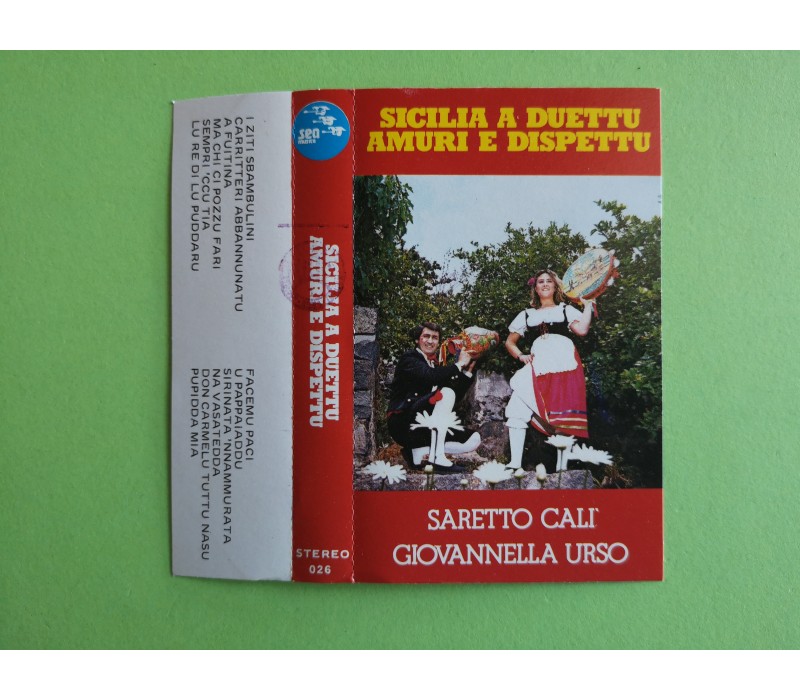 SICILIA A DUETTU
AMURI E DISPETTU
SARETTO CALI'
GIOVANNELLA URSO
sea
SICILIA A DUETTU
AMURI E DISPETTU
STEREO
026
I ZITI SBAMBULINI
CARRITTERI ABBANNUNATU
A FUITINA
MA CHI CI POZZU FARI
SEMPRI 'CCU TIA
LU RE DI LU PUDDARU
FACEMU PACI
U PAPPAIADDU
SIRINATA 'NNAMMURATA
NA VASATEDDA
DON CARMELU TUTTU NASU
PUPIDDA MIA